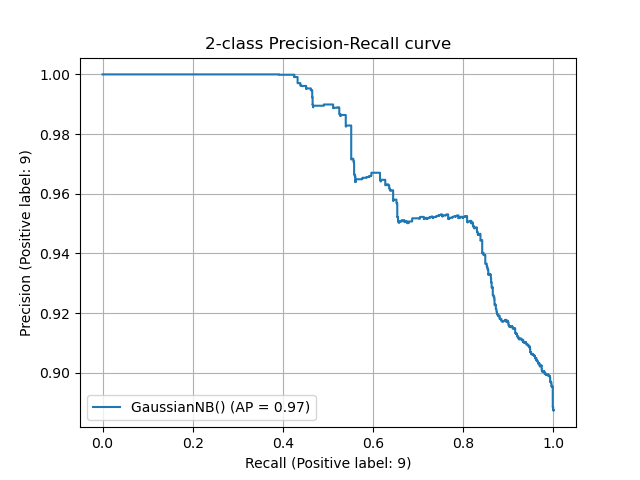 2-class Precision-Recall curve
1.00
0.98
0.96
0.94
0.92
0.90
Precision (Positive label: 9)
GaussianNB() (AP = 0.97)
0.0 0.2 0.4 0.6 0.8 1.0
Recall (Positive label: 9)